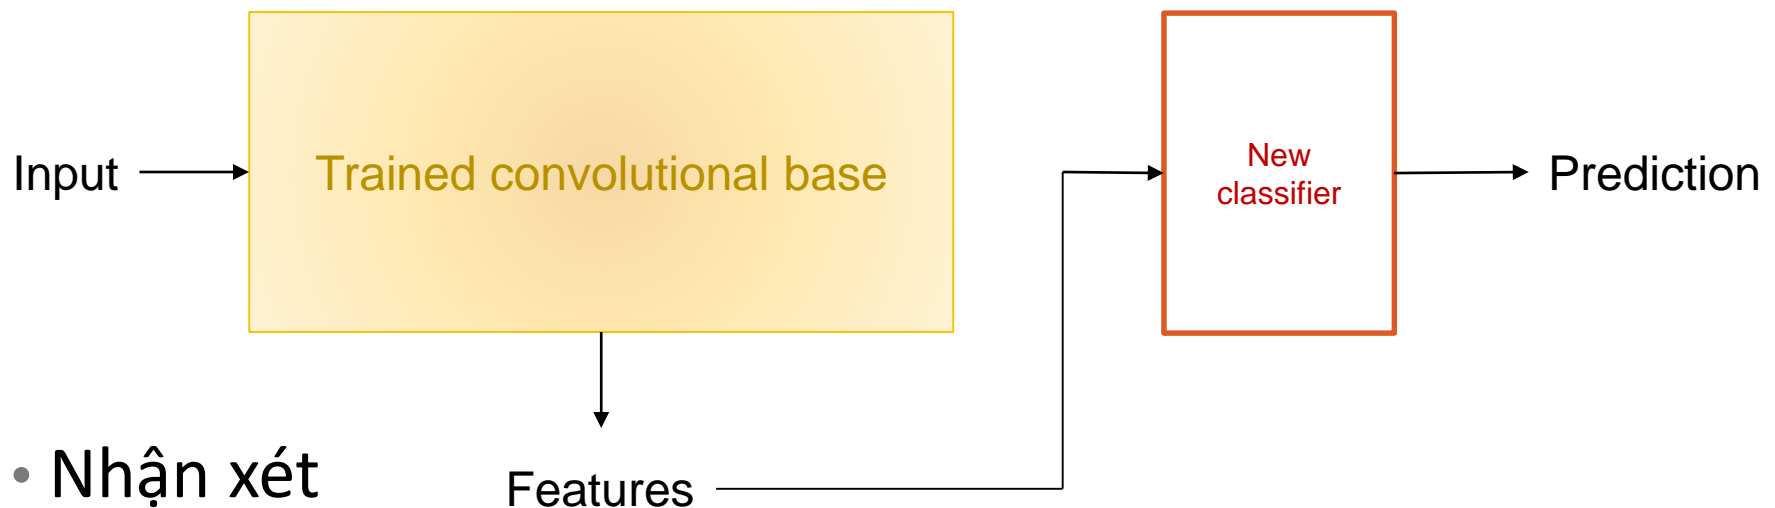 Input
Trained convolutional base
New
classifier
Prediction
• Nhận xét
Features